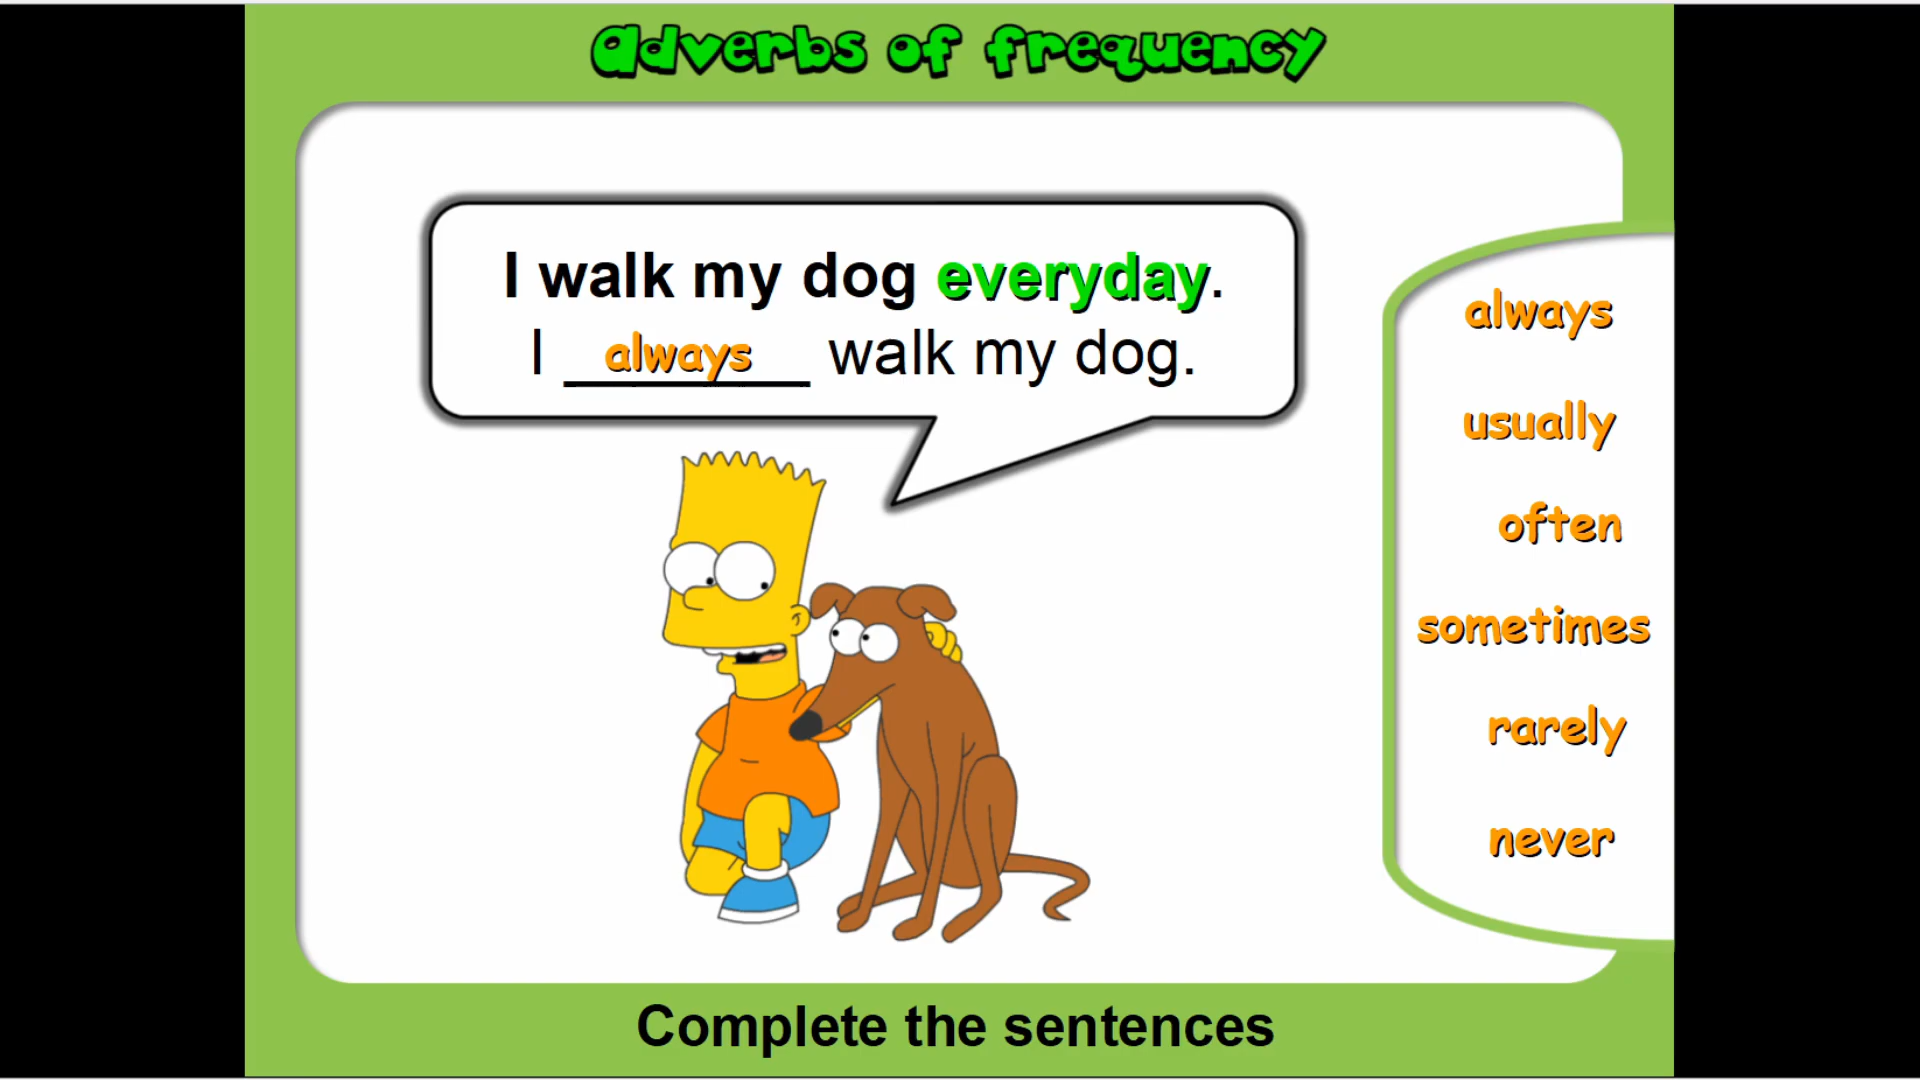 adverbs of frequency
I walk my dog everyday.
I always walk my dog.
always
usually
often
sometimes
rarely
never
Complete the sentences